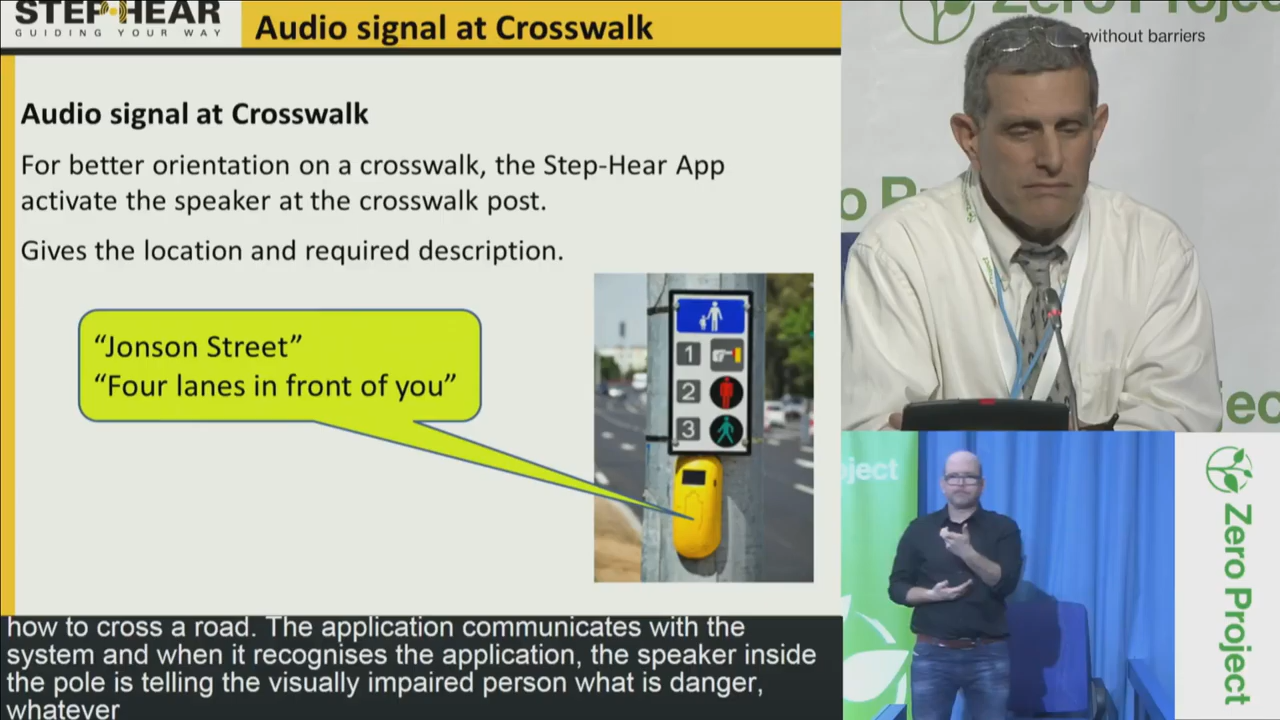 STEP-HEAR
GUIDING YOUR WAY
Audio signal at Crosswalk
Audio signal at Crosswalk
For better orientation on a crosswalk, the Step-Hear App
activate the speaker at the crosswalk post.
Gives the location and required description.
“Jonson Street”
“Four lanes in front of you”
1
2
3
how to cross a road. The application communicates with the
system and when it recognises the application, the speaker inside
the pole is telling the visually impaired person what is danger,
whatever
Zero Project
without barriers
o P
Project
ec
oject
Zero Project